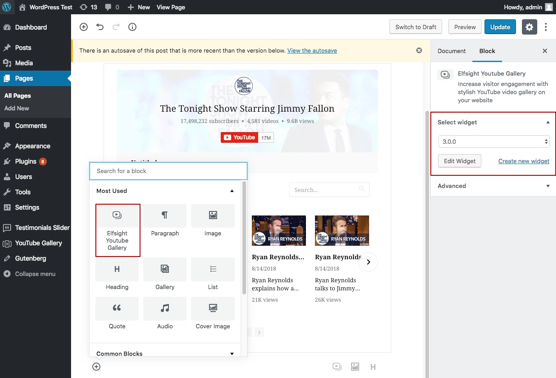 WordPress Test
13
0
New
View Page
Howdy, admin
Dashboard
Posts
Media
Pages
All Pages
Add New
Comments
Appearance
Plugins 8
Users
Tools
Settings
Testimonials Slider
YouTube Gallery
Gutenberg
Collapse menu
Switch to Draft
Preview
Update
There is an autosave of this post that is more recent than the version below. View the autosave
The Tonight Show Starring Jimmy Fallon
17,498,232 subscribers • 4,581 videos • 9.6B views
YouTube 17M
Search...
Search for a block
Most Used
Elfsight
Youtube
Gallery
Paragraph
Image
Heading
Gallery
List
Quote
Audio
Cover Image
Common Blocks
RYAN REYNOLDS
RYAN REYNOLDS
Ryan Reynolds...
Ryan Reynolds...
8/14/2018
8/14/2018
Ryan Reynolds
explains how a...
Ryan Reynolds
talks to Jimmy...
21K views
26K views
Document
Block
Elfsight Youtube Gallery
Increase visitor engagement with
stylish YouTube video gallery on
your website
Select widget
3.0.0
Edit Widget
Create new widget
Advanced